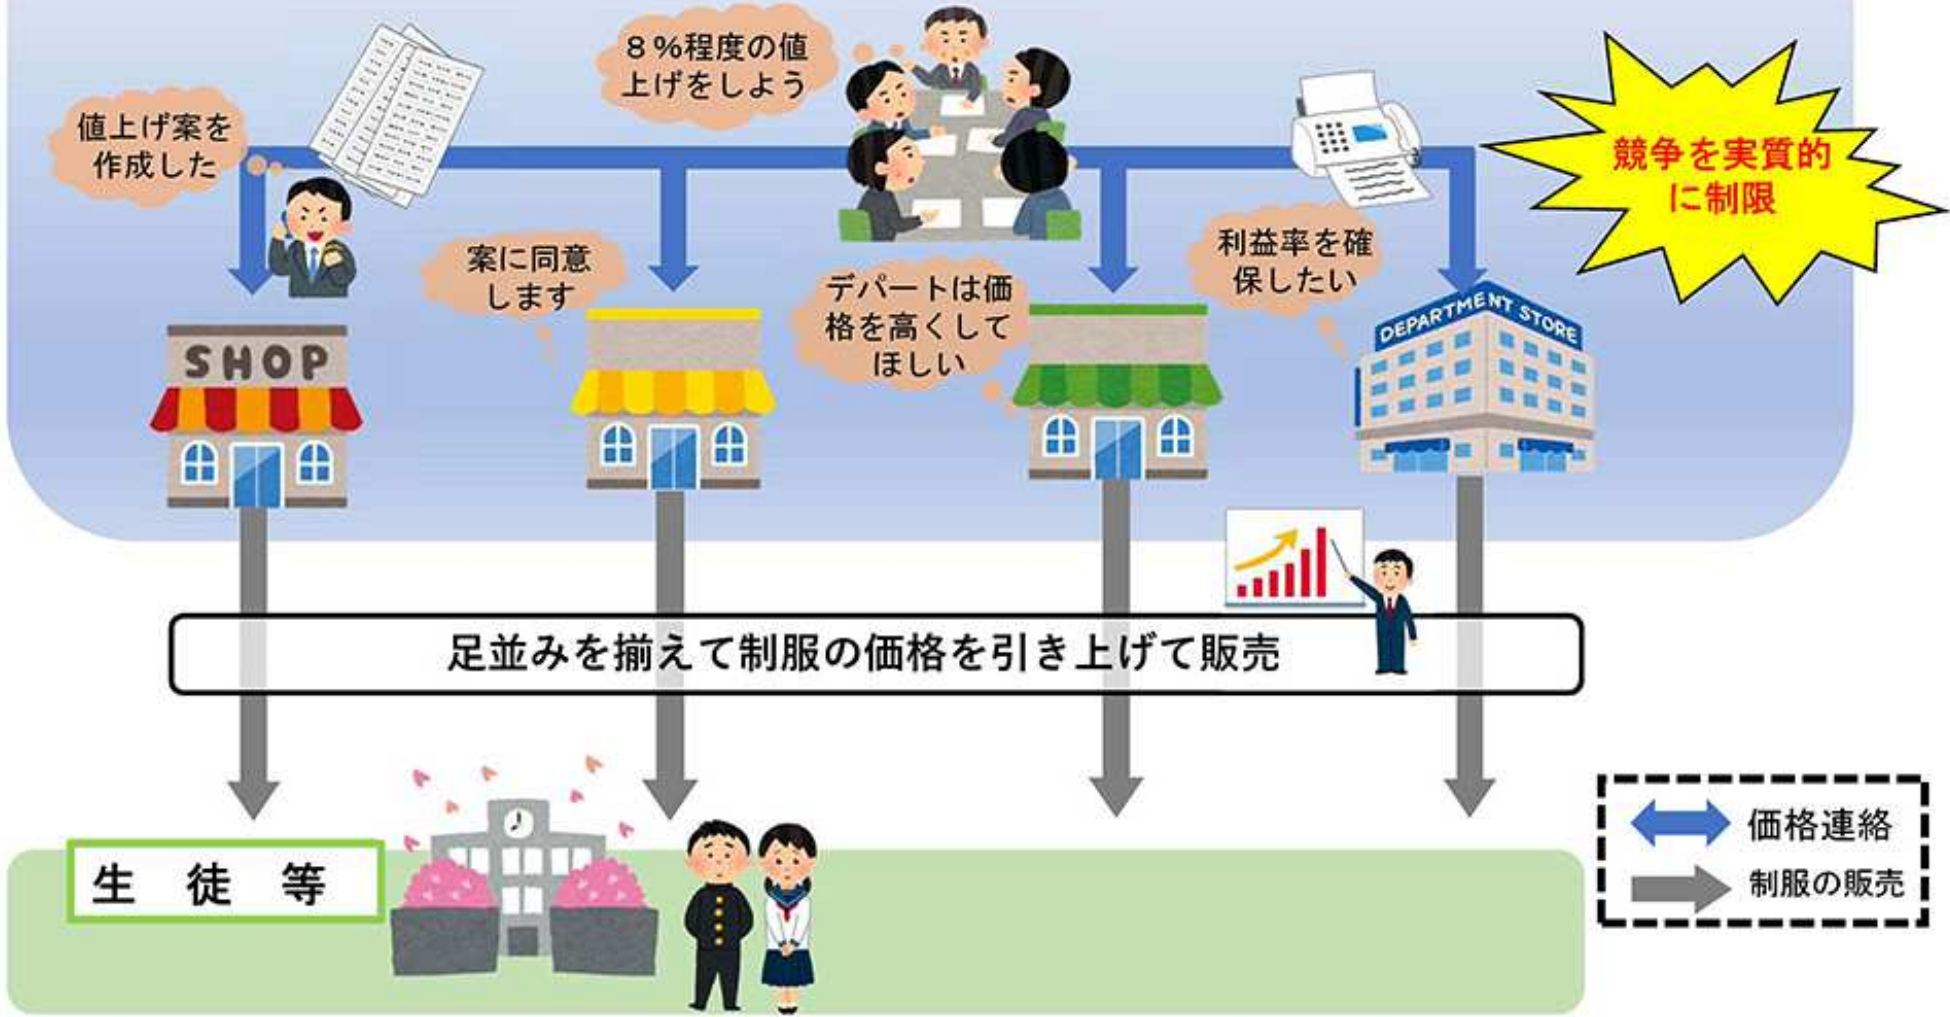 8%程度の値
上げをしよう
値上げ案を
作成した
競争を実質的
に制限
案に同意
します
デパートは価
格を高くして
ほしい
利益率を確
保したい
SHOP
DEPARTMENT STORE
足並みを揃えて制服の価格を引き上げて販売
生徒等
価格連絡
制服の販売